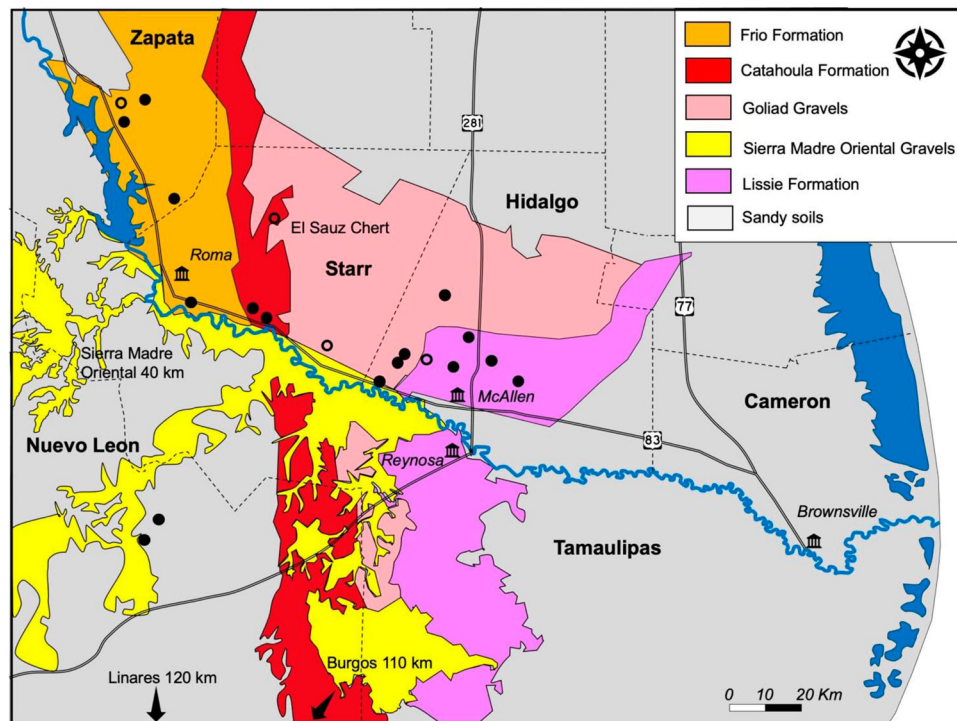 Zapata
Frio Formation
Catahoula Formation
Goliad Gravels
Sierra Madre Oriental Gravels
Lissie Formation
Sandy soils
281
Hidalgo
El Sauz Chert
Roma
Starr
77
Sierra Madre
Oriental 40 km
McAllen
Cameron
83
Nuevo Leon
Reynosa
Brownsville
Tamaulipas
Burgos 110 km
Linares 120 km
0 10 20 Km